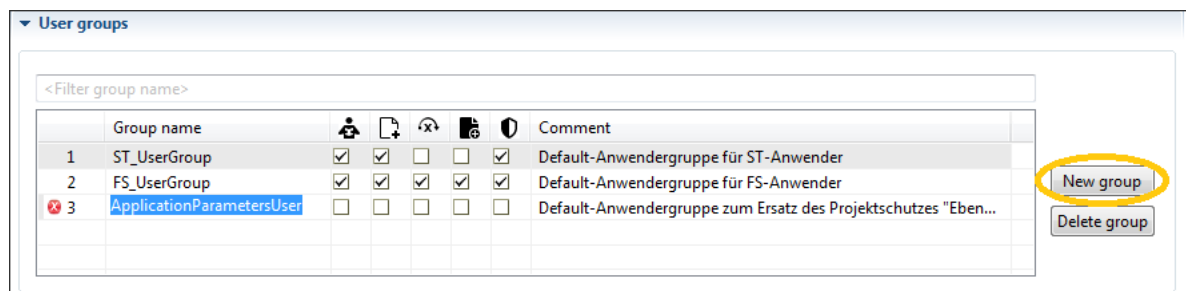 User groups
<Filter group name>
Group name Comment
1 ST_UserGroup Default-Anwendergruppe für ST-Anwender
2 FS_UserGroup Default-Anwendergruppe für FS-Anwender
New group
3 ApplicationParametersUser Default-Anwendergruppe zum Ersatz des Projektschutzes "Eben...
Delete group